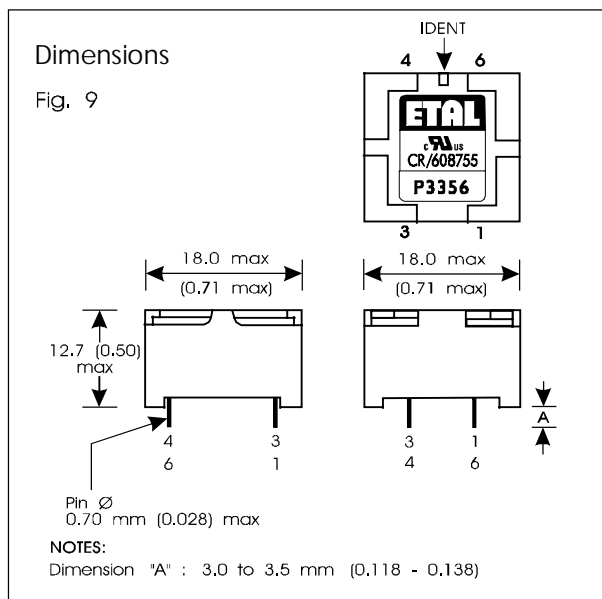 Dimensions
Fig. 9
IDENT
4 6
ETAL
c RU us
CR/608755
P3356
3 1
18.0 max
(0.71 max)
18.0 max
(0.71 max)
12.7 (0.50)
max
A
4 3
6 1
3 1
4 6
Pin Ø
0.70 mm (0.028) max
NOTES:
Dimension "A" : 3.0 to 3.5 mm (0.118 - 0.138)